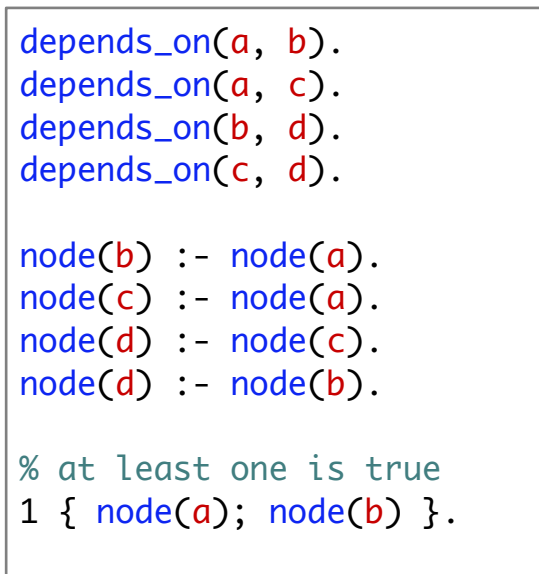 depends_on(a, b).
depends_on(a, c).
depends_on(b, d).
depends_on(c, d).
node(b) :- node(a).
node(c) :- node(a).
node(d) :- node(c).
node(d) :- node(b).
% at least one is true
1 { node(a); node(b) }.